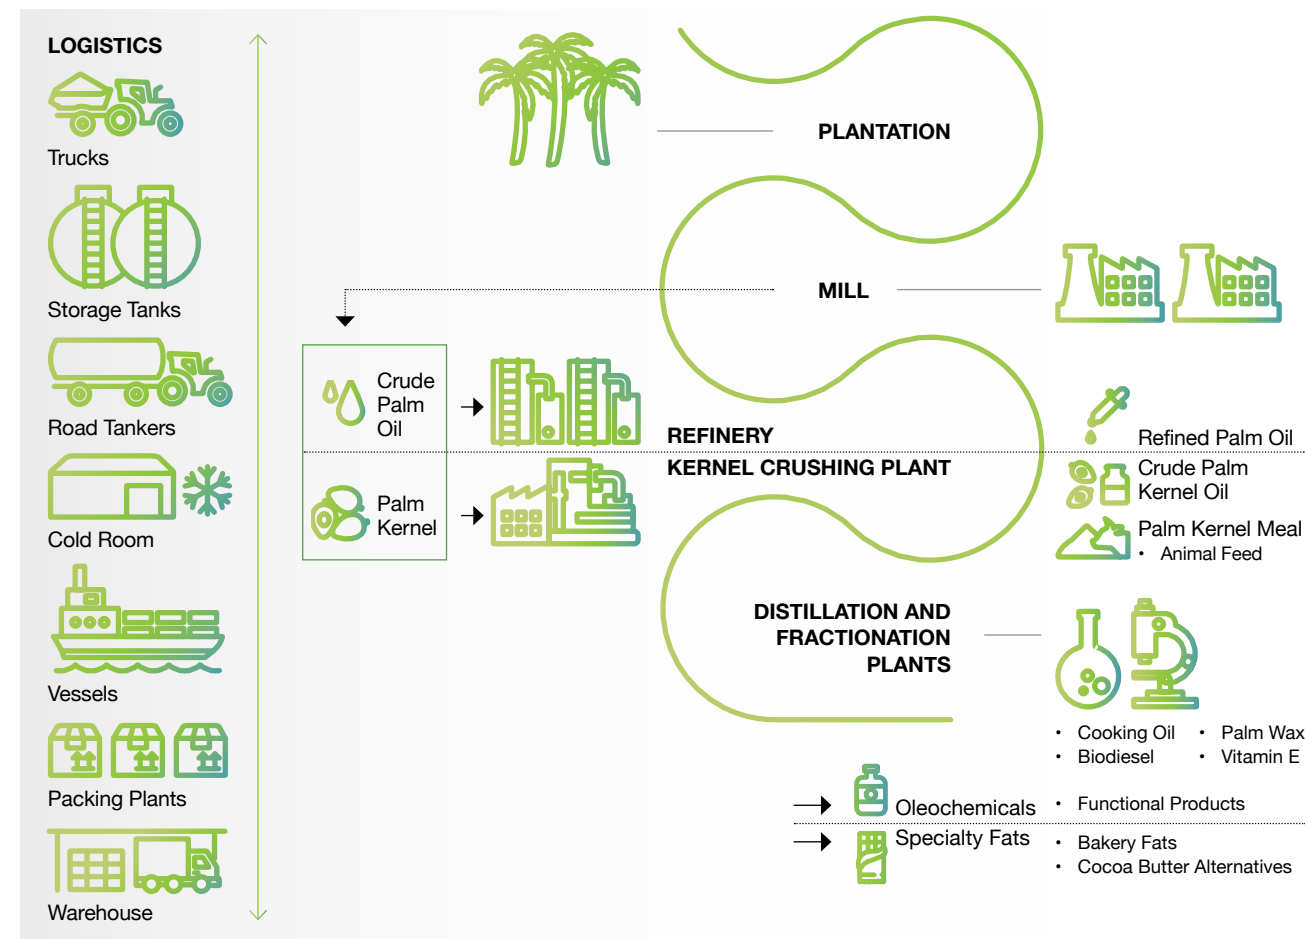 LOGISTICS
Trucks
Storage Tanks
Road Tankers
Cold Room
Vessels
Packing Plants
Warehouse
PLANTATION
MILL
Crude
Palm
Oil
Palm
Kernel
REFINERY
KERNEL CRUSHING PLANT
Refined Palm Oil
Crude Palm
Kernel Oil
Palm Kernel Meal
• Animal Feed
DISTILLATION AND
FRACTIONATION
PLANTS
• Cooking Oil • Palm Wax
• Biodiesel • Vitamin E
Oleochemicals • Functional Products
Specialty Fats • Bakery Fats
• Cocoa Butter Alternatives